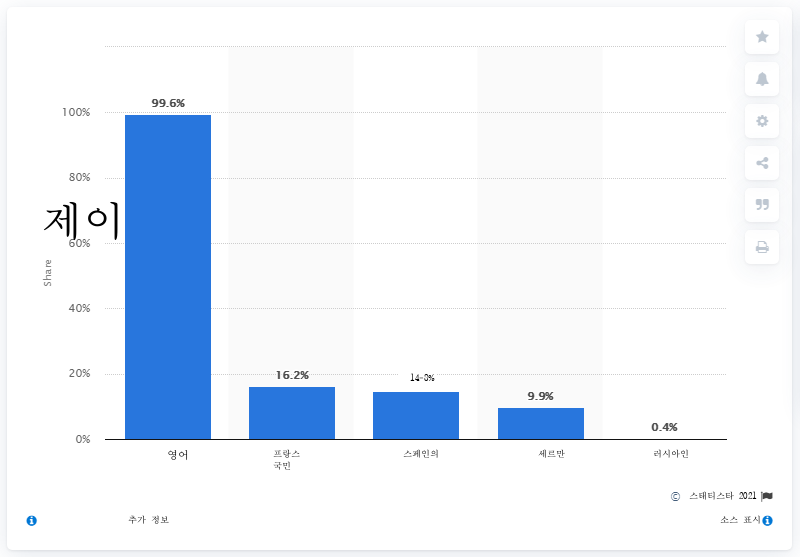 99.6%
100%
80%
제이
60%
Share
40%
20%
16.2%
14-8%
9.9%
0.4%
0%
영어
프랑스
국민
스페인의
세르만
러시아인
© 스태티스타 2021
추가 정보
소스 표시